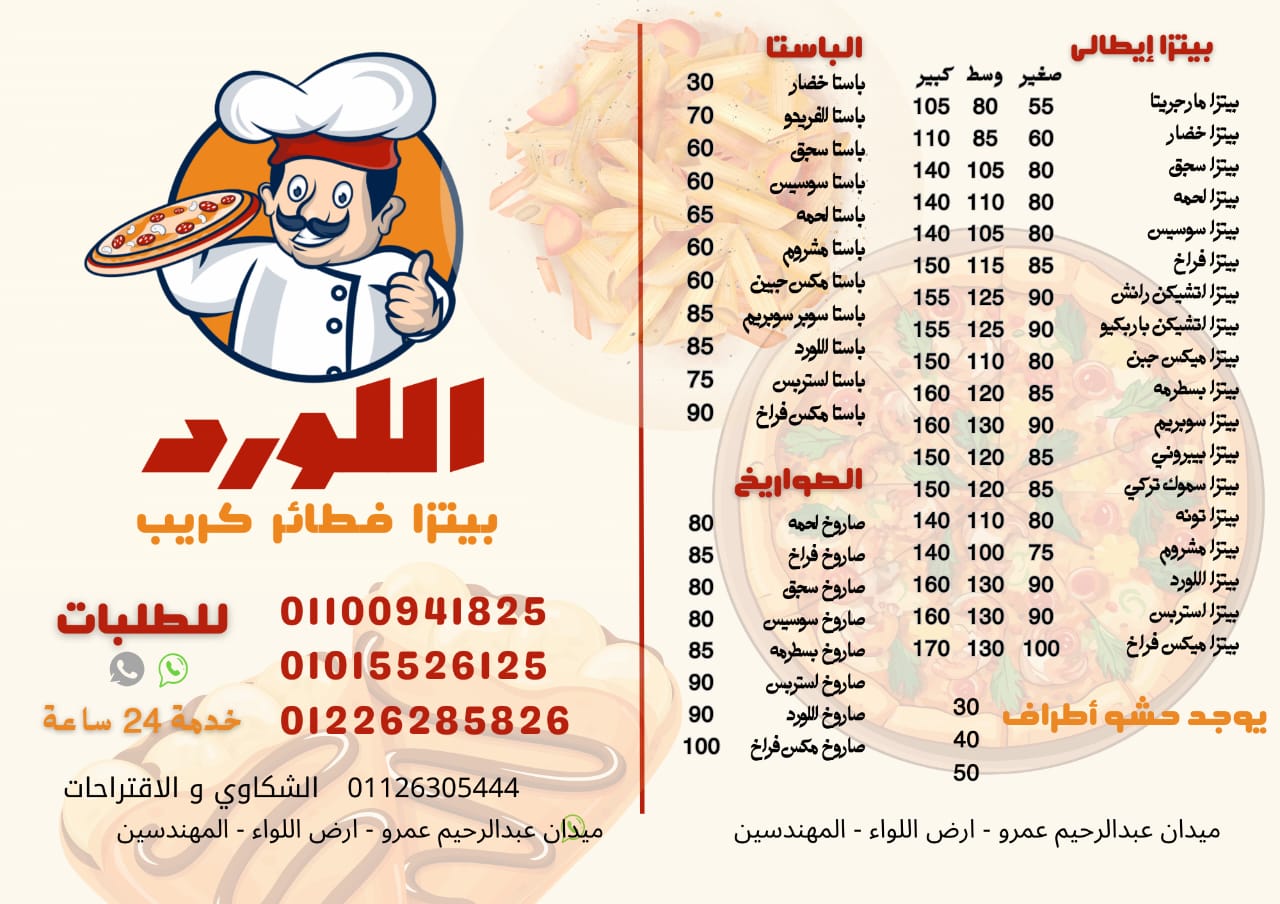 بيتزا إيطالى
صغير وسط كبير
بيتزا مارجريتا 55 80 105
بيتزا خضار 60 85 110
بيتزا سجق 80 105 140
بيتزا لحمه 80 110 140
بيتزا سوسيس 80 105 140
بيتزا فراخ 85 115 150
بيتزا اتشيكن رانش 90 125 155
بيتزا اتشيكن باربكيو 90 125 155
بيتزا ميكس جبن 80 110 150
بيتزا بسطرمه 85 120 160
بيتزا سوبريم 90 130 160
بيتزا بيبروني 85 120 150
بيتزا سموك تركي 85 120 150
بيتزا تونه 80 110 140
بيتزا مشروم 75 100 140
بيتزا اللورد 90 130 160
بيتزا لستربس 90 130 160
بيتزا ميكس فراخ 100 130 170
يوجد حشو أطراف 30
40
50
الباستا
باستا خضار 30
باستا للفريدو 70
باستا سجق 60
باستا سوسيس 60
باستا لحمه 65
باستا مشروم 60
باستا مكس جبين 60
باستا سوبر سوبريم 85
باستا اللورد 85
باستا لستربس 75
باستا مكس فراخ 90
الصواريخ
صاروخ لحمه 80
صاروخ فراخ 85
صاروخ سجق 80
صاروخ سوسيس 80
صاروخ بسطرمه 85
صاروخ لستربس 90
صاروخ اللورد 90
صاروخ مكس فراخ 100
ميدان عبدالرحيم عمرو - ارض اللواء - المهندسين
اللورد
بيتزا فطائر كريب
للطلبات
01100941825
01015526125
خدمة 24 ساعة
01226285826
01126305444 الشكاوي و الاقتراحات
ميدان عبدالرحيم عمرو - ارض اللواء - المهندسين